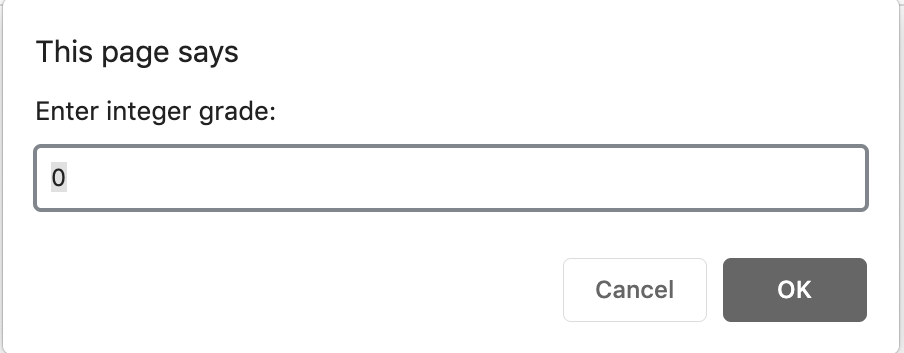 This page says
Enter integer grade:
0
Cancel
OK